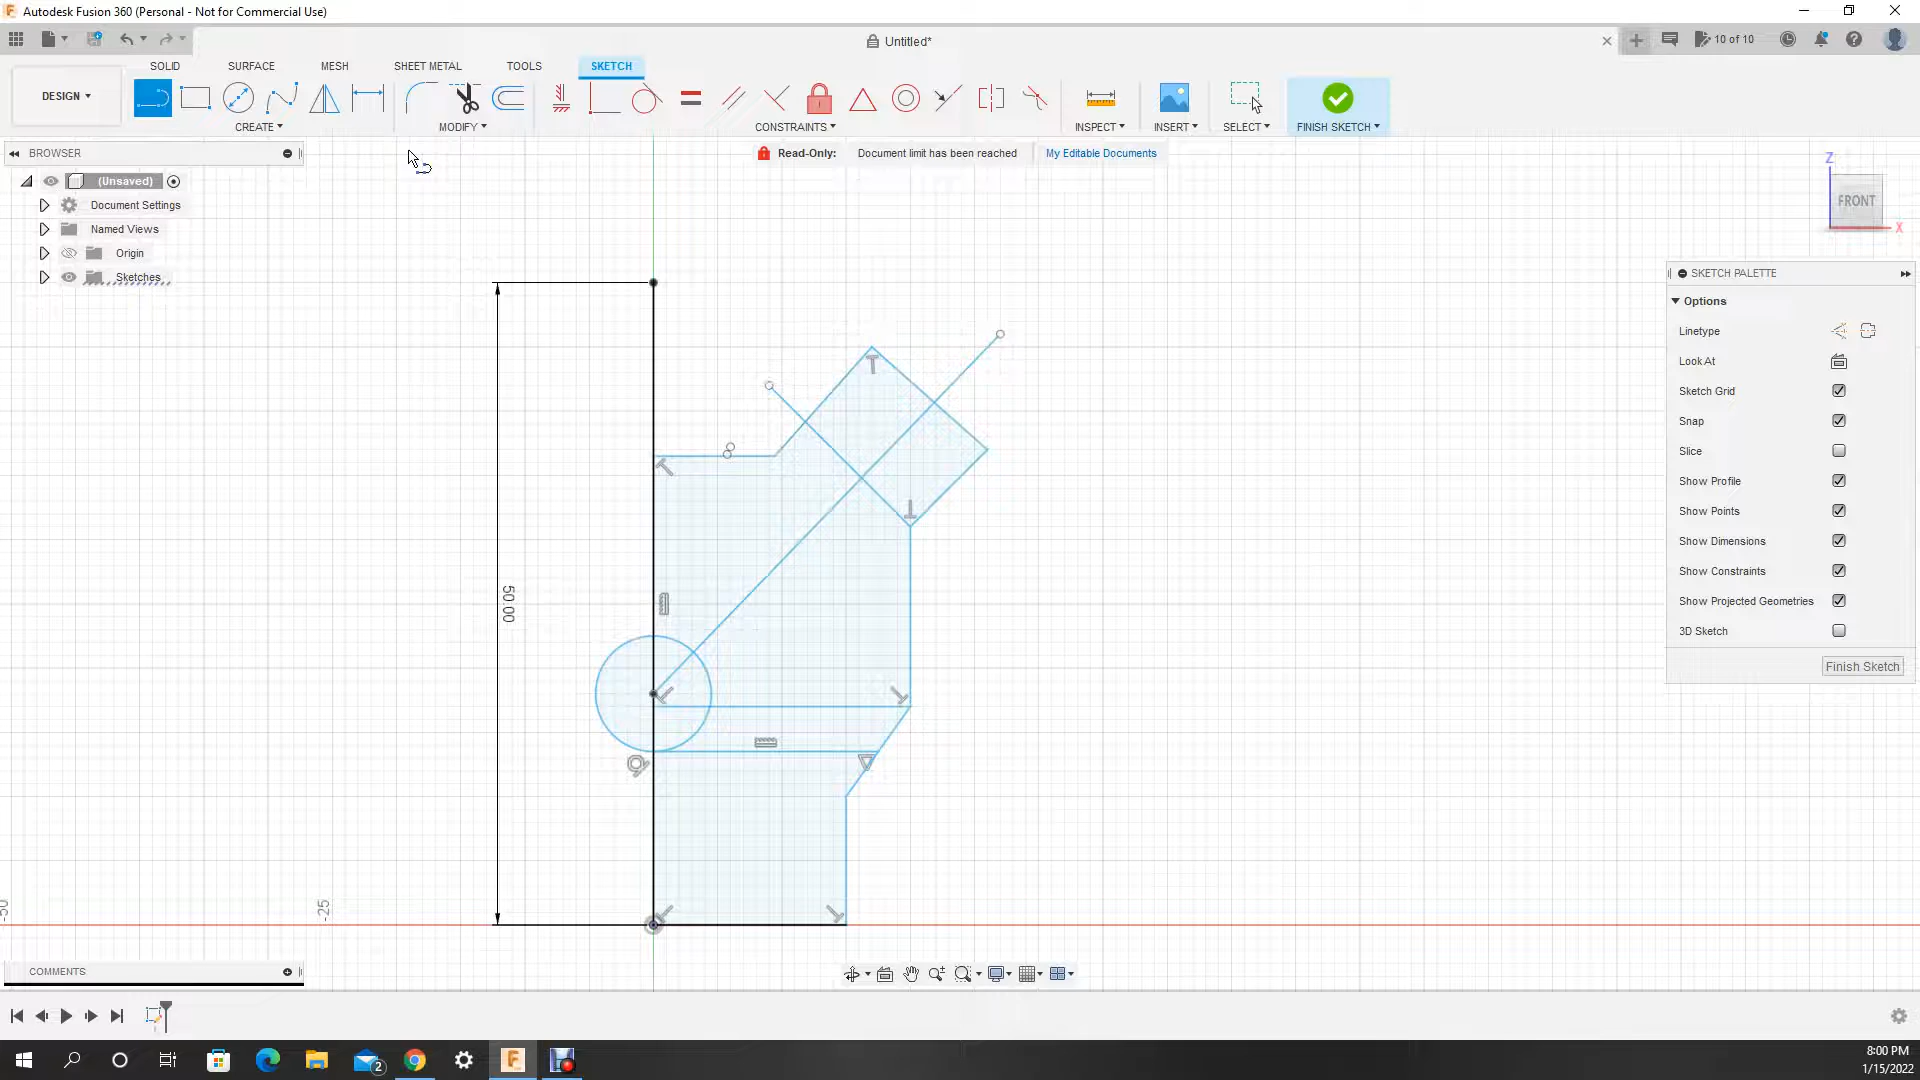 Autodesk Fusion 360 (Personal - Not for Commercial Use)
Untitled*
10 of 10
SOLID
SURFACE
MESH
SHEET METAL
TOOLS
SKETCH
DESIGN
CREATE
MODIFY
CONSTRAINTS
INSPECT
INSERT
SELECT
FINISH SKETCH
BROWSER
Read-Only:
Document limit has been reached
My Editable Documents
(Unsaved)
Document Settings
Named Views
Origin
Sketches
Z
FRONT
X
SKETCH PALETTE
Options
Linetype
Look At
Sketch Grid
Snap
Slice
Show Profile
Show Points
Show Dimensions
Show Constraints
Show Projected Geometries
3D Sketch
Finish Sketch
50.00
-50
-25
COMMENTS
2
8:00 PM
1/15/2022